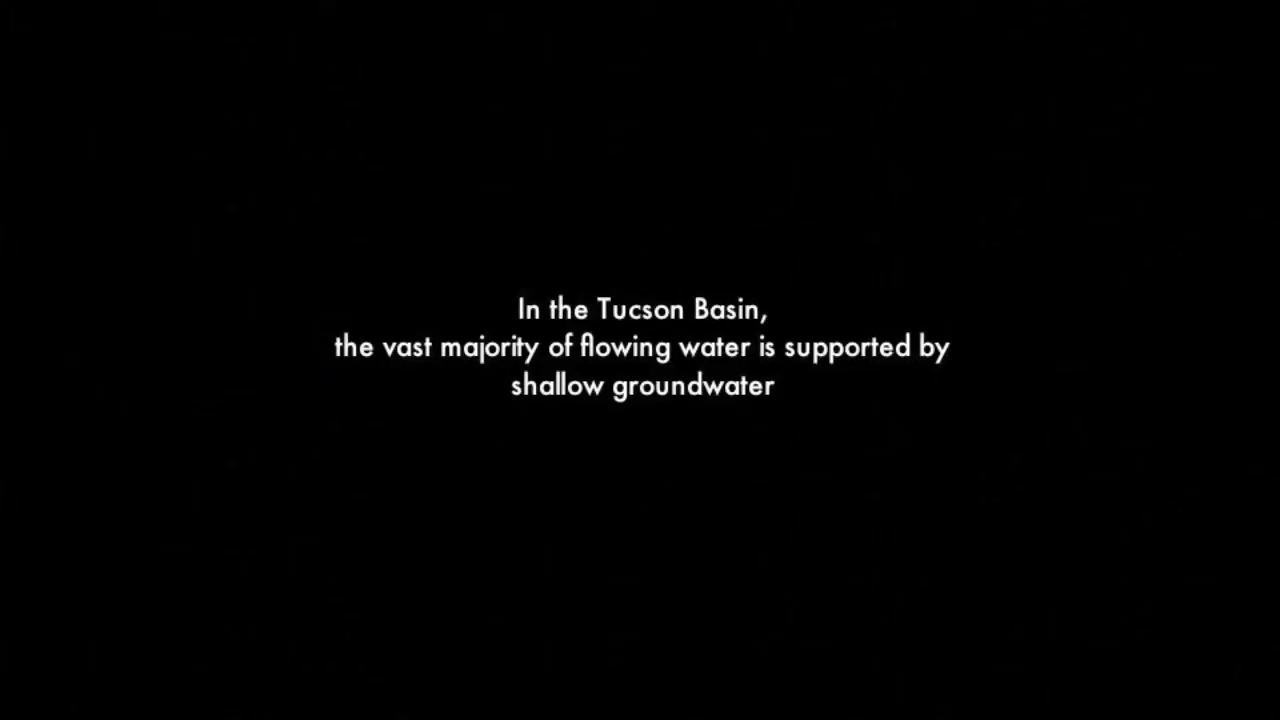 In the Tucson Basin,
the vast majority of flowing water is supported by
shallow groundwater